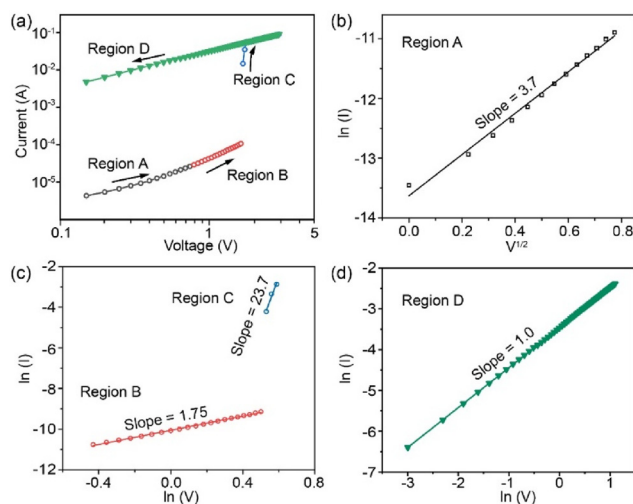 (a)
Region D
Region C
Region A
Region B
Current (A)
10⁻¹
10⁻²
10⁻³
10⁻⁴
10⁻⁵
0.1
1
5
Voltage (V)
(b)
Region A
Slope = 3.7
ln (I)
-11
-12
-13
-14
0.0
0.2
0.4
0.6
0.8
V¹ᐟ²
(c)
Region C
Slope = 23.7
Region B
Slope = 1.75
ln (I)
-2
-4
-6
-8
-10
-12
-0.4
0.0
0.4
0.8
ln (V)
(d)
Region D
Slope = 1.0
ln (I)
-2
-3
-4
-5
-6
-7
-3
-2
-1
0
1
ln (V)